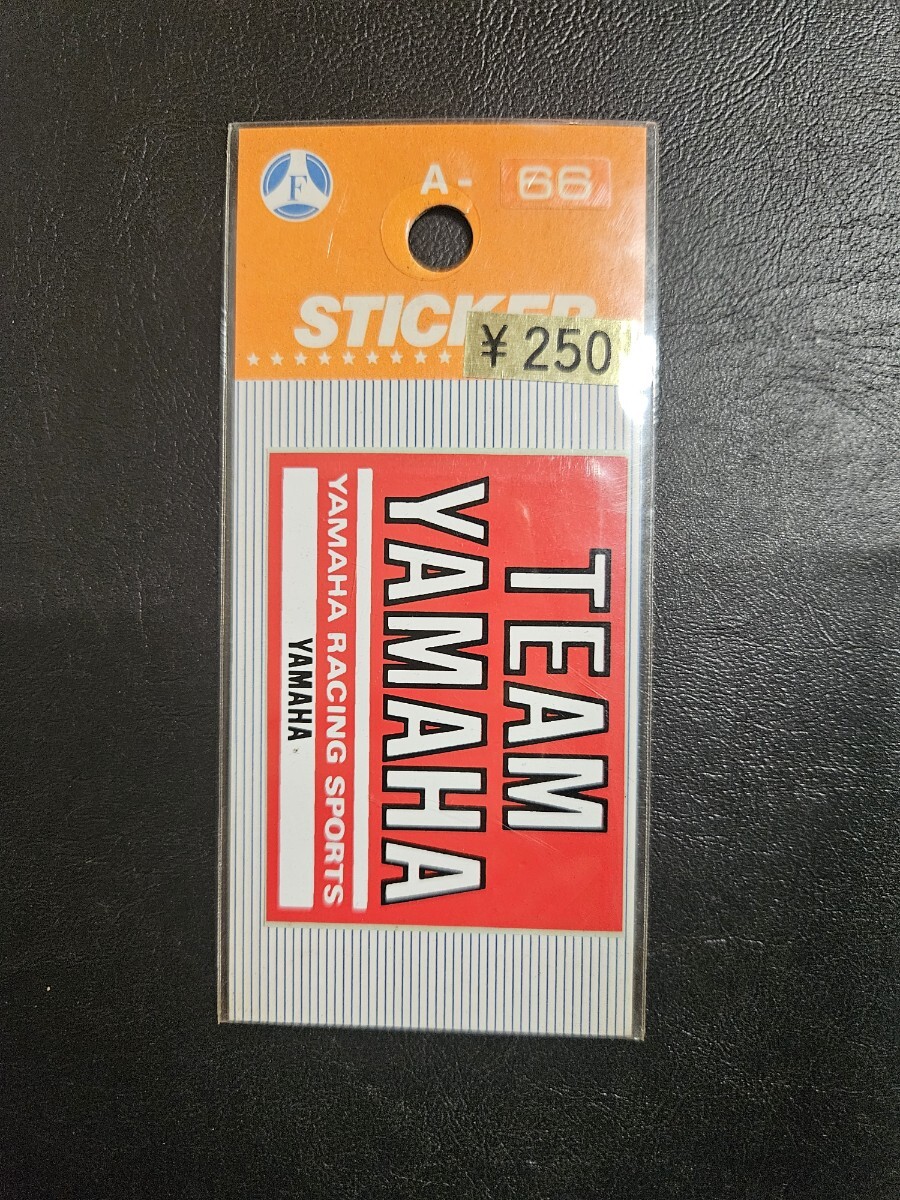 F
A- 66
STICKER
¥250
TEAM
YAMAHA
YAMAHA RACING SPORTS
YAMAHA